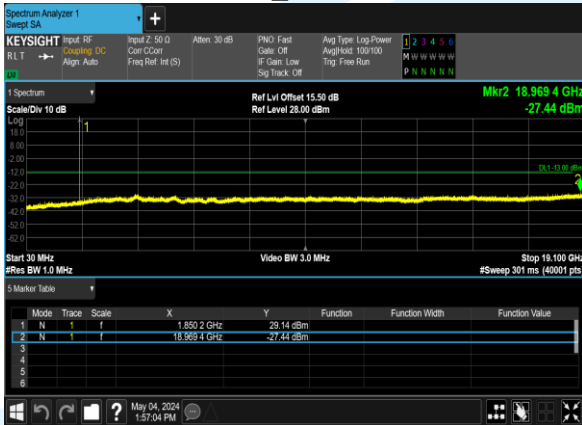 Spectrum Analyzer 1
Swept SA
KEYSIGHT Input: RF Input Z: 50 Ω Atten: 30 dB PNO: Fast Avg Type: Log-Power 1 2 3 4 5 6
RLT Coupling: DC Corr CCorr Gate: Off Avg|Hold: 100/100 M W W W W W
Align: Auto Freq Ref: Int (S) IF Gain: Low Trig: Free Run
LW Sig Track: Off P N N N N N
1 Spectrum Ref Lvl Offset 15.50 dB Mkr2 18.969 4 GHz
Scale/Div 10 dB Ref Level 28.00 dBm -27.44 dBm
Log
1
18.0
8.00
-2.00
-12.0 DL1 -13.00 dBm
-22.0 2
-32.0
-42.0
-52.0
-62.0
Start 30 MHz Video BW 3.0 MHz Stop 19.100 GHz
#Res BW 1.0 MHz #Sweep 301 ms (40001 pts
5 Marker Table
Mode Trace Scale X Y Function Function Width Function Value
1 N 1 f 1.850 2 GHz 29.14 dBm
2 N 1 f 18.969 4 GHz -27.44 dBm
3
4
5
6
? May 04, 2024
1:57:04 PM